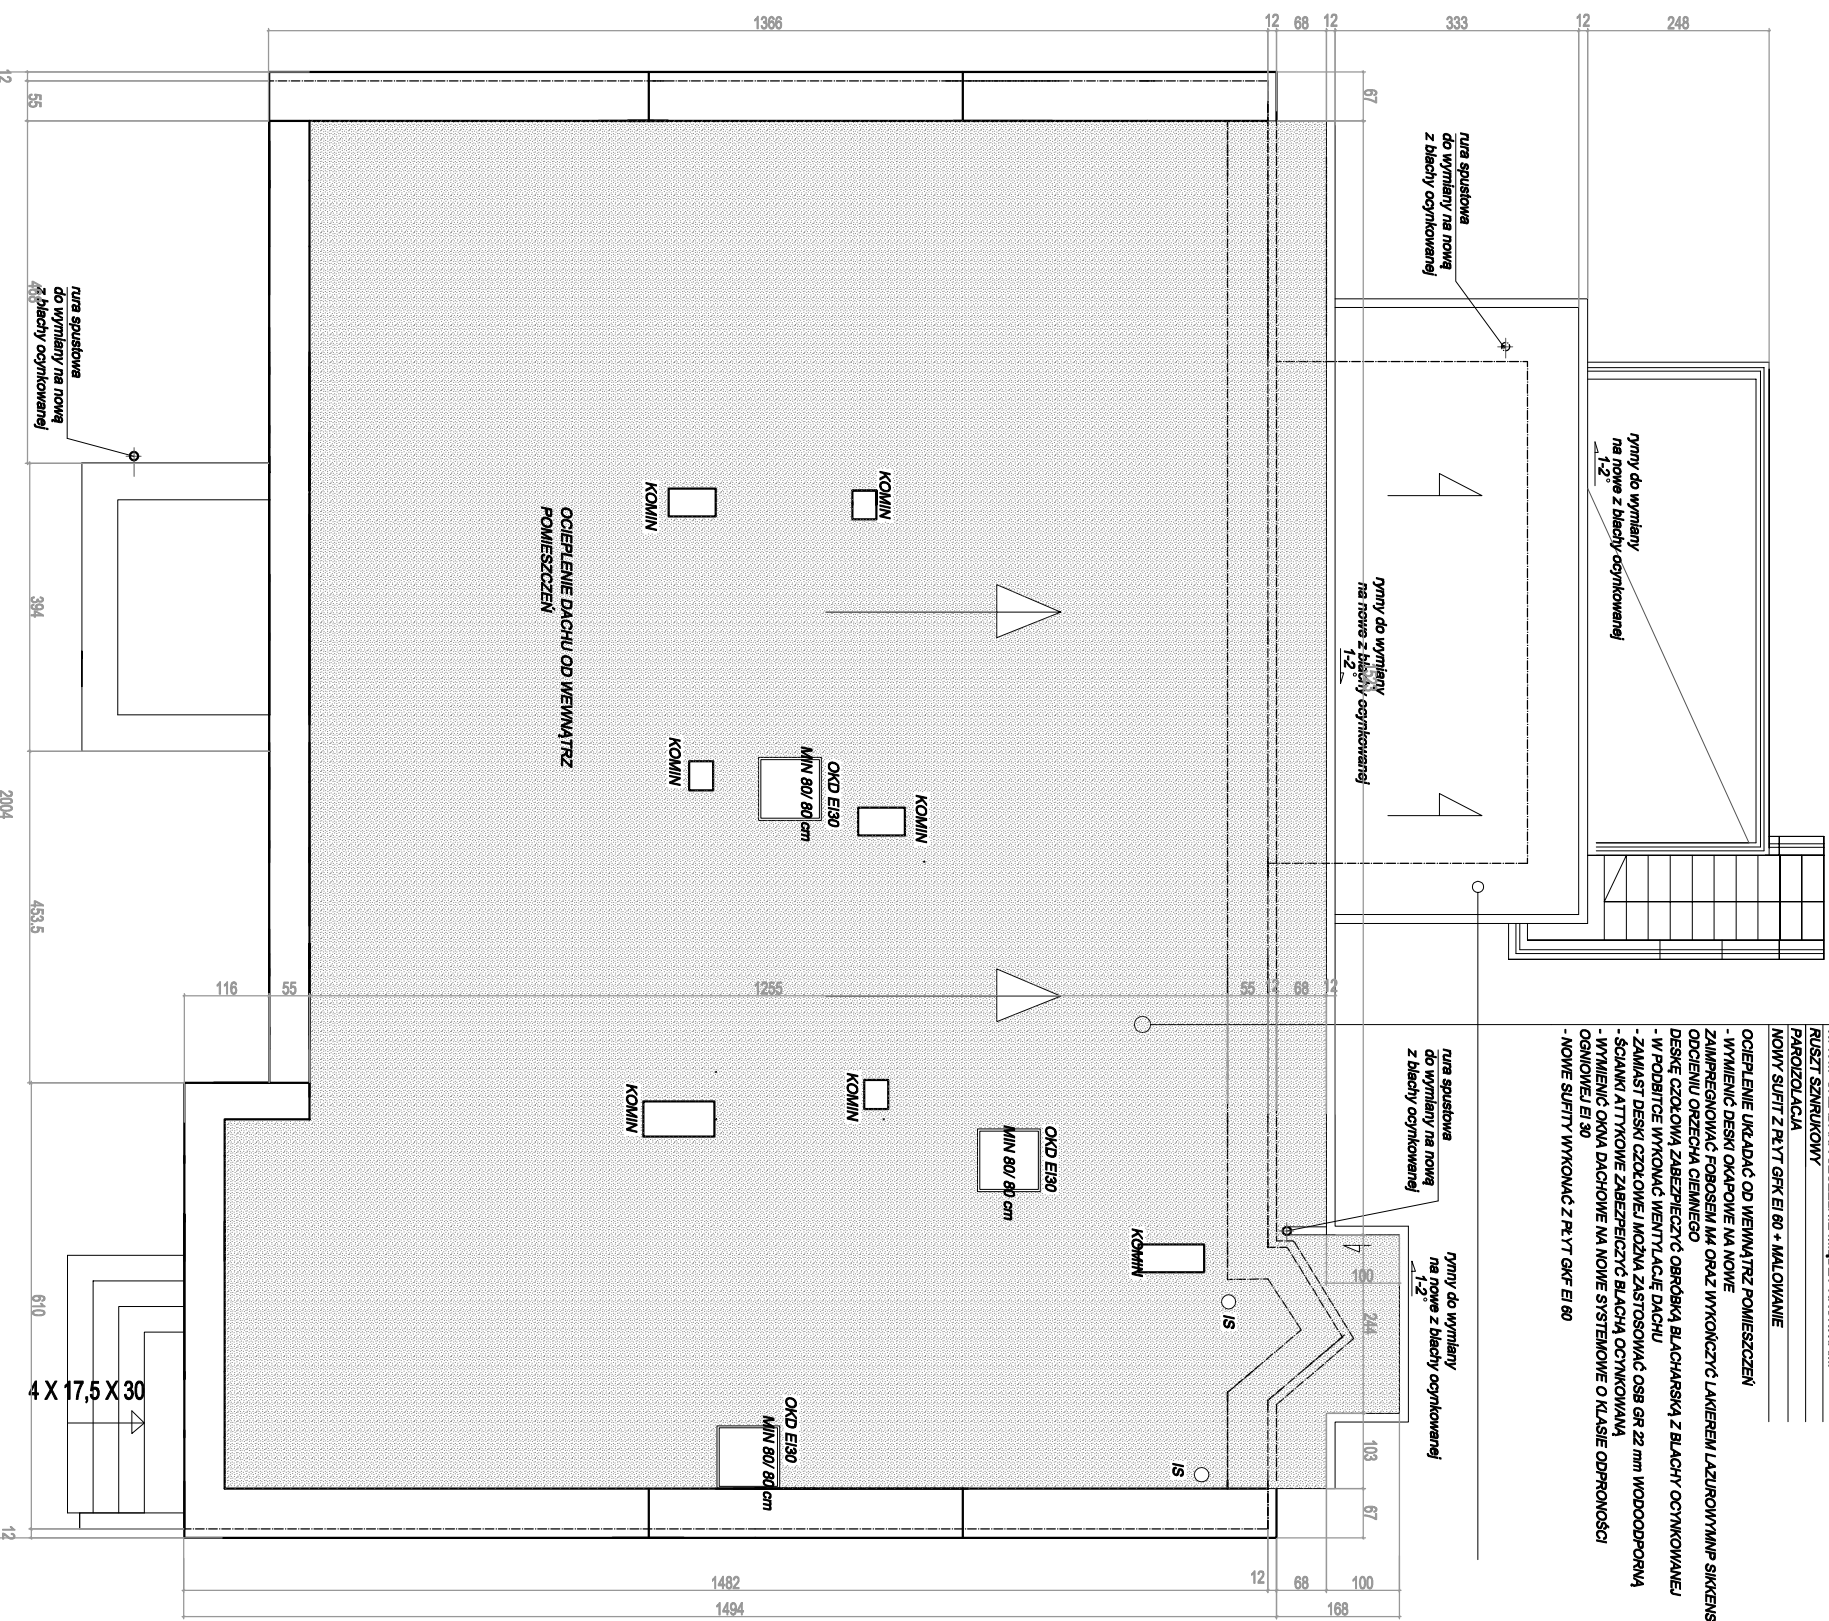 1366
12
68
12
333
12
248
12
55
67
rura spustowa
do wymiany na nową
z blachy ocynkowanej
rura spustowa
do wymiany na nową
z blachy ocynkowanej
rynny do wymiany
na nowe z blachy ocynkowanej
1-2°
rynny do wymiany
na nowe z blachy ocynkowanej
1-2°
KOMIN
KOMIN
OCIEPLENIE DACHU OD WEWNĄTRZ
POMIESZCZEŃ
394
2004
453,5
KOMIN
OKD EI30
MIN 80/ 80 cm
KOMIN
116
55
1255
55
12
68
12
KOMIN
KOMIN
OKD EI30
MIN 80/ 80 cm
KOMIN
rura spustowa
do wymiany na nową
z blachy ocynkowanej
rynny do wymiany
na nowe z blachy ocynkowanej
1-2°
RUSZT SZNRUKOWY
PAROIZOLACJA
NOWY SUFIT Z PŁYT GFK EI 60 + MALOWANIE
OCIEPLENIE UKŁADAĆ OD WEWNĄTRZ POMIESZCZEŃ
- WYMIENIĆ DESKI OKAPOWE NA NOWE
ZAIMPREGNOWAĆ FOBOSEM M4 ORAZ WYKOŃCZYĆ LAKIEREM LAZUROWYMNP SIKKENS
ODCIENIU ORZECHA CIEMNEGO
DESKĘ CZOŁOWĄ ZABEZPIECZYĆ OBRÓBKĄ BLACHARSKĄ Z BLACHY OCYNKOWANEJ
- W PODBITCE WYKONAĆ WENTYLACJĘ DACHU
- ZAMIAST DESKI CZOŁOWEJ MOŻNA ZASTOSOWAĆ OSB GR 22 mm WODOODPORNĄ
- ŚCIANKI ATTYKOWE ZABEZPEICZYĆ BLACHĄ OCYNKOWANĄ
- WYMIENIĆ OKNA DACHOWE NA NOWE SYSTEMOWE O KLASIE ODPRONOŚCI
OGNIOWEJ EI 30
- NOWE SUFITY WYKONAĆ Z PŁYT GKF EI 60
100
244
103
67
IS
IS
OKD EI30
MIN 80/ 80 cm
610
12
4 X 17,5 X 30
1482
12
68
100
1494
168